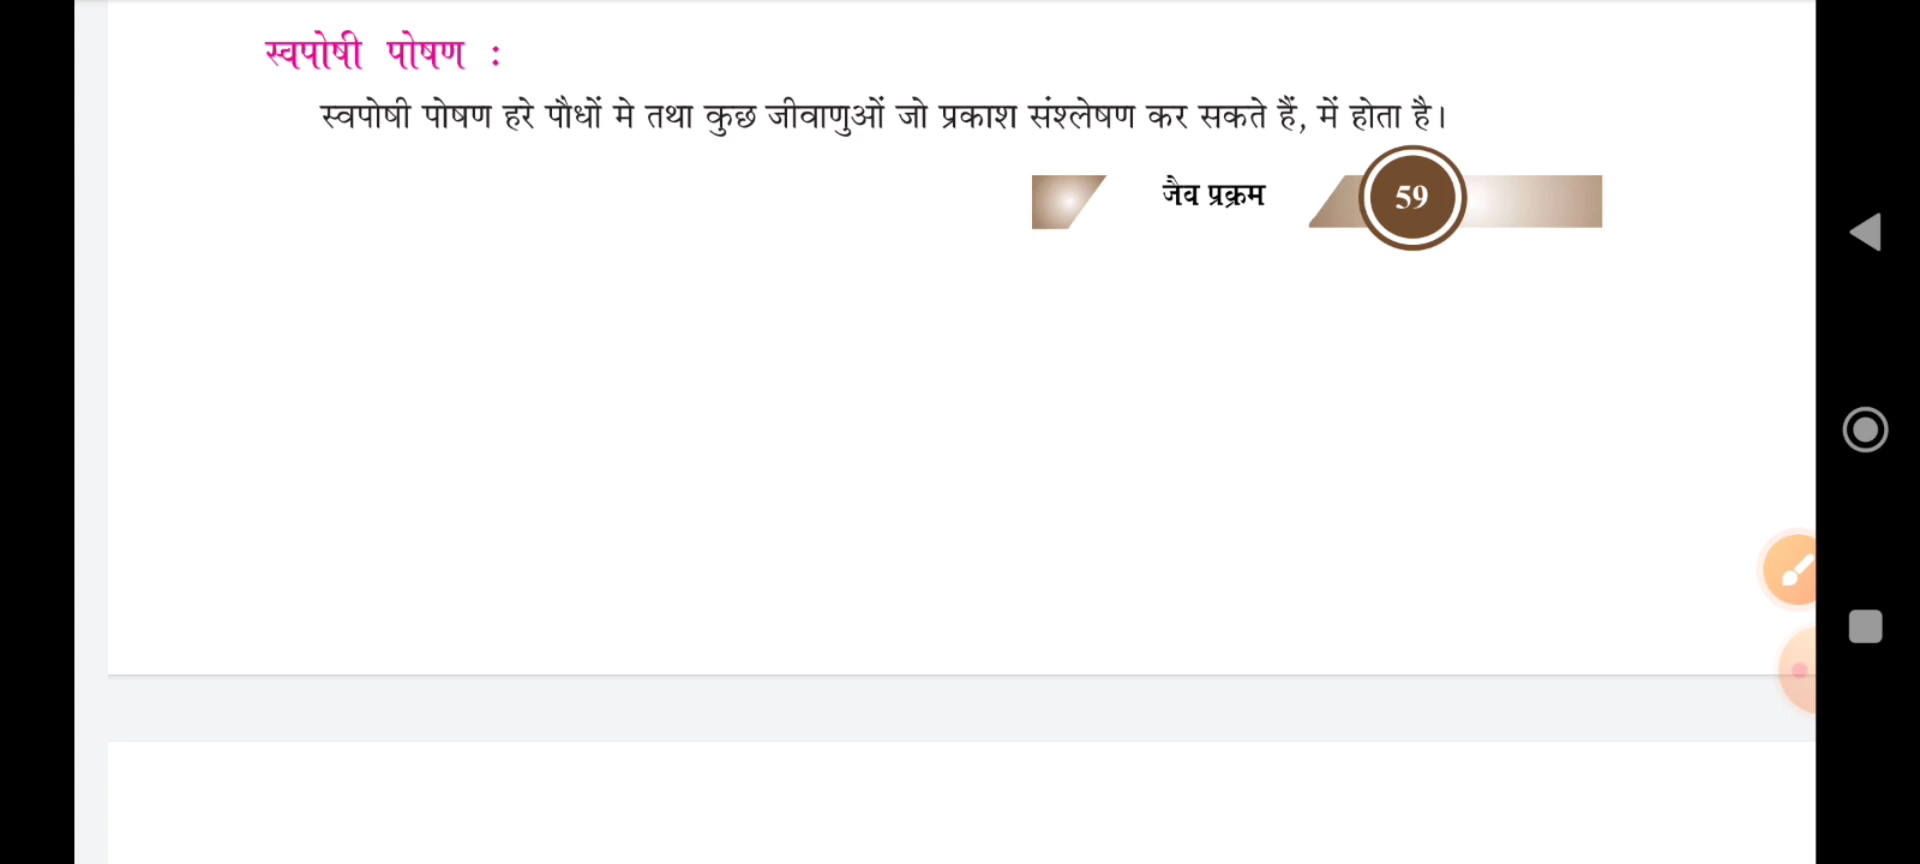 स्वपोषी पोषण :
स्वपोषी पोषण हरे पौधों मे तथा कुछ जीवाणुओं जो प्रकाश संश्लेषण कर सकते हैं, में होता है।
जैव प्रक्रम 59